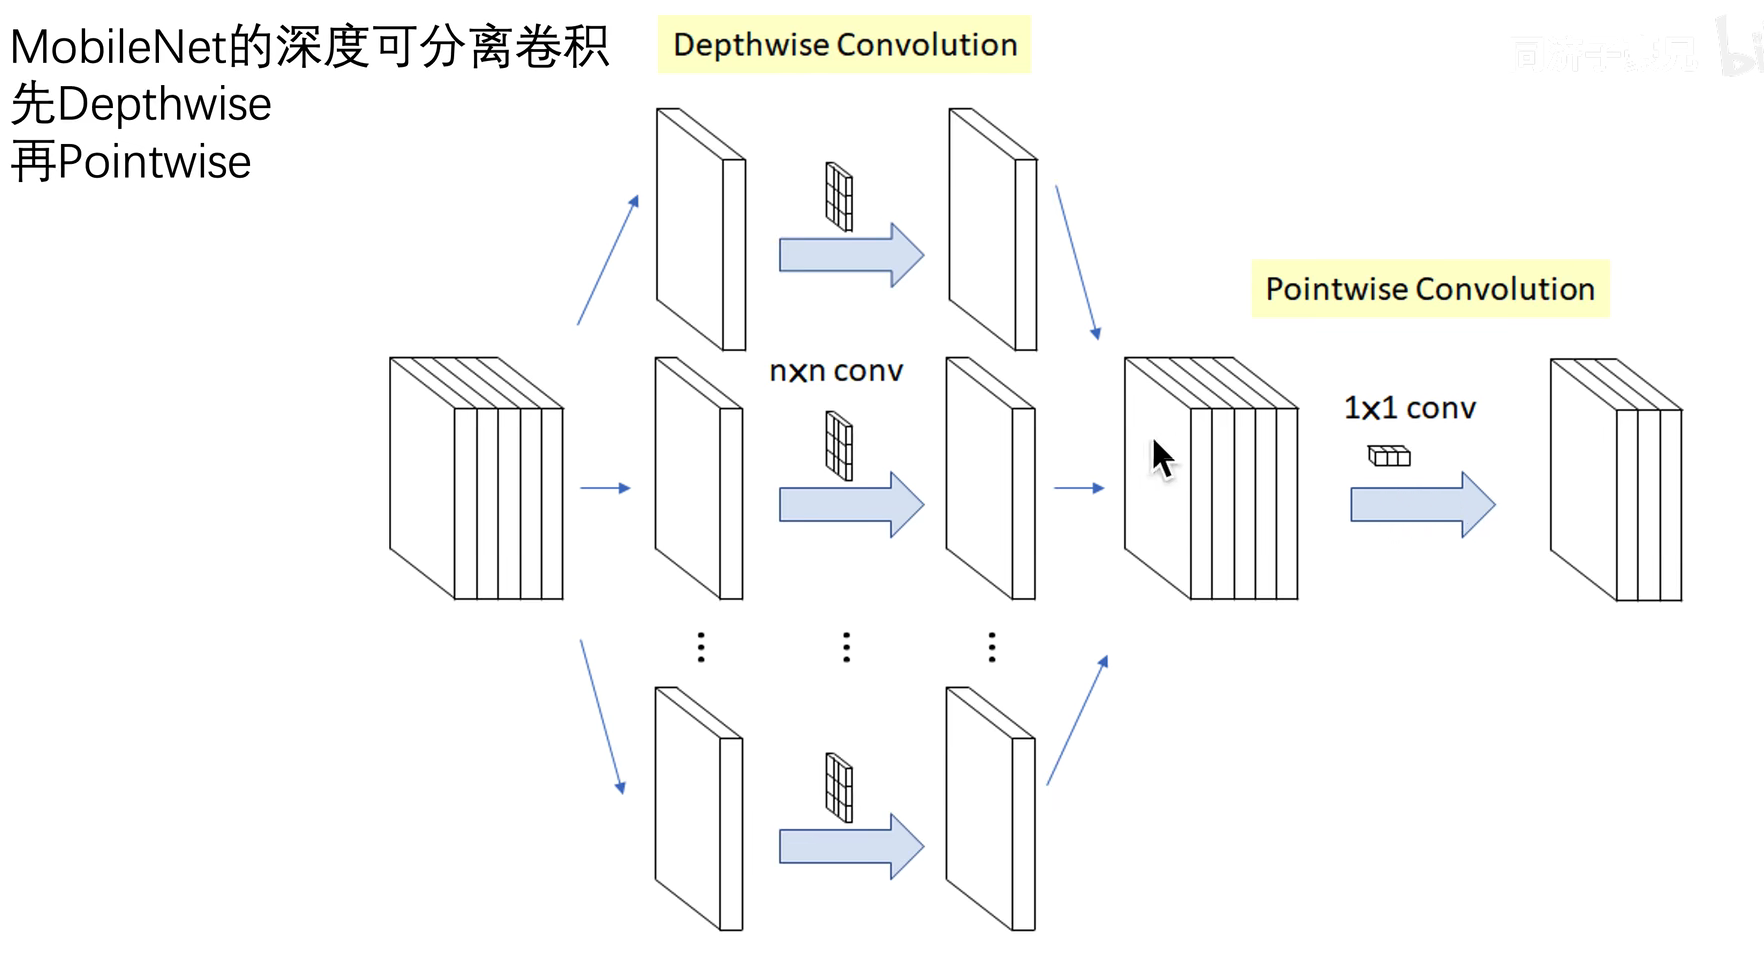 MobileNet的深度可分离卷积
先Depthwise
再Pointwise
Depthwise Convolution
nxn conv
Pointwise Convolution
1x1 conv